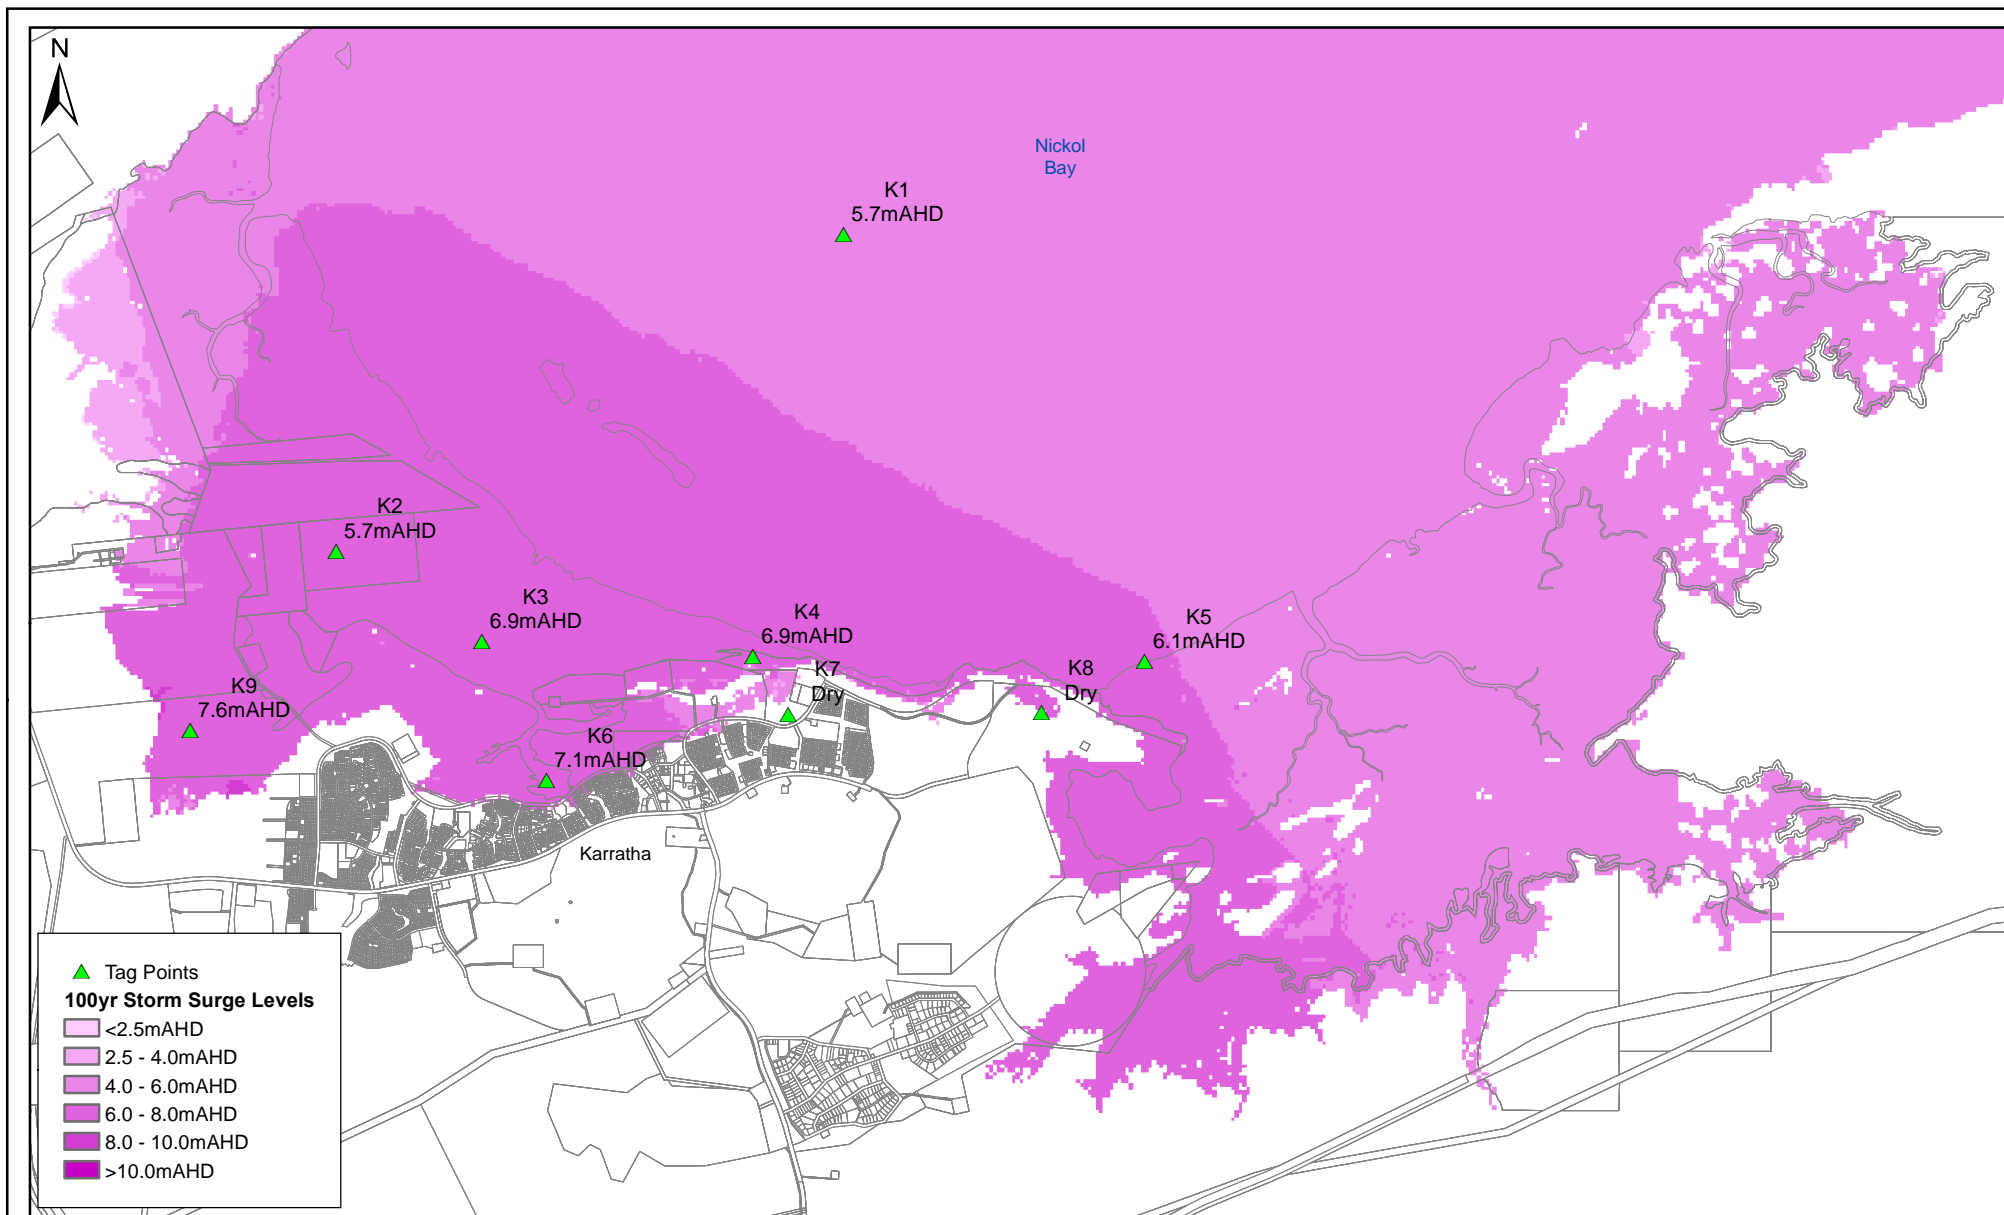 N
Nickol
Bay
K1
5.7mAHD
K2
5.7mAHD
K3
6.9mAHD
K4
6.9mAHD
K5
6.1mAHD
K7
Dry
K8
Dry
K9
7.6mAHD
K6
7.1mAHD
Karratha
Tag Points
100yr Storm Surge Levels
<2.5mAHD
2.5 - 4.0mAHD
4.0 - 6.0mAHD
6.0 - 8.0mAHD
8.0 - 10.0mAHD
>10.0mAHD